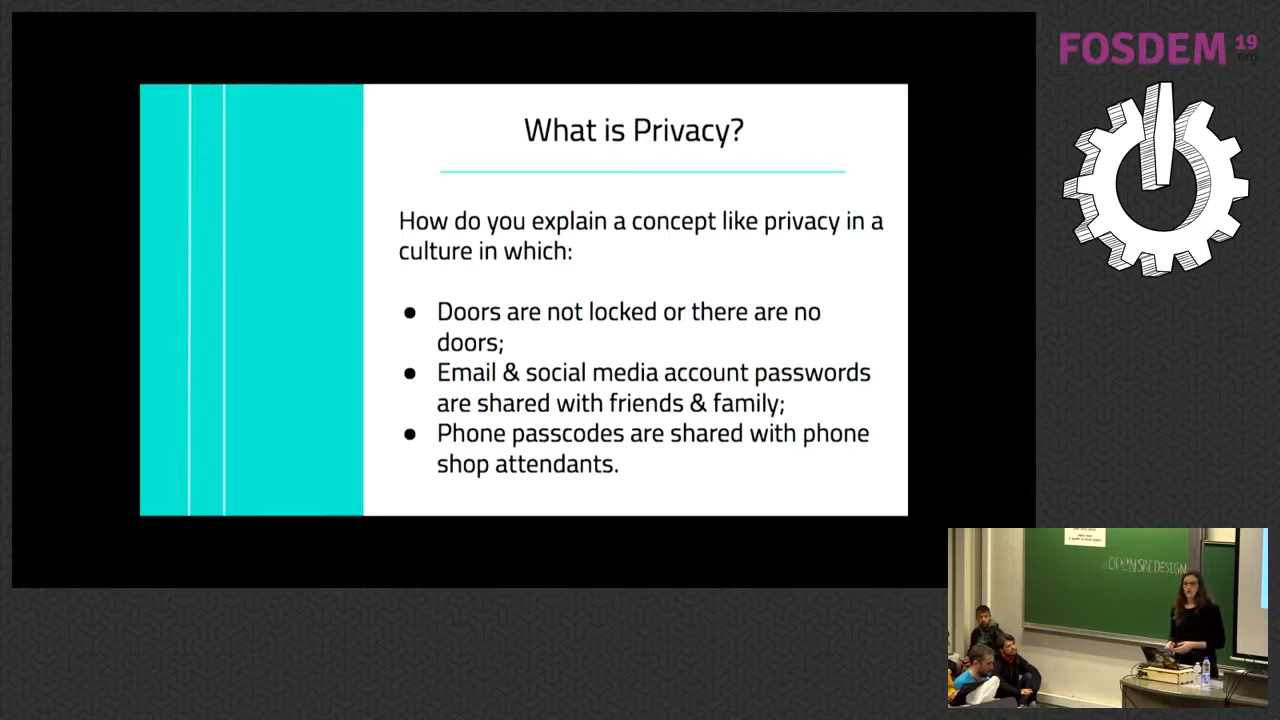 FOSDEM 19
.org
What is Privacy?
How do you explain a concept like privacy in a
culture in which:
● Doors are not locked or there are no
doors;
● Email & social media account passwords
are shared with friends & family;
● Phone passcodes are shared with phone
shop attendants.
OPENSRCDESIGN